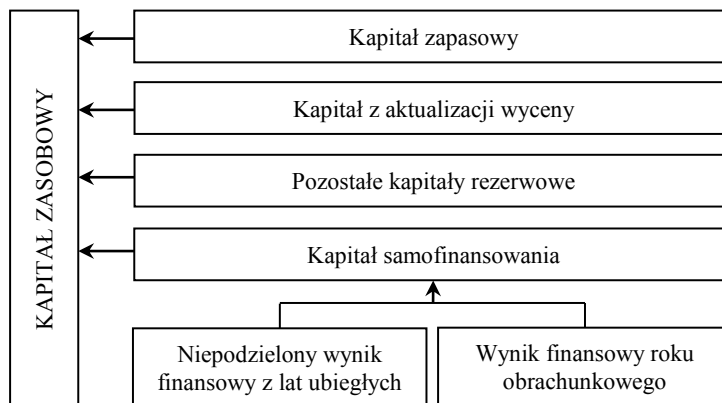 KAPITAŁ ZASOBOWY
Kapitał zapasowy
Kapitał z aktualizacji wyceny
Pozostałe kapitały rezerwowe
Kapitał samofinansowania
Niepodzielony wynik
finansowy z lat ubiegłych
Wynik finansowy roku
obrachunkowego